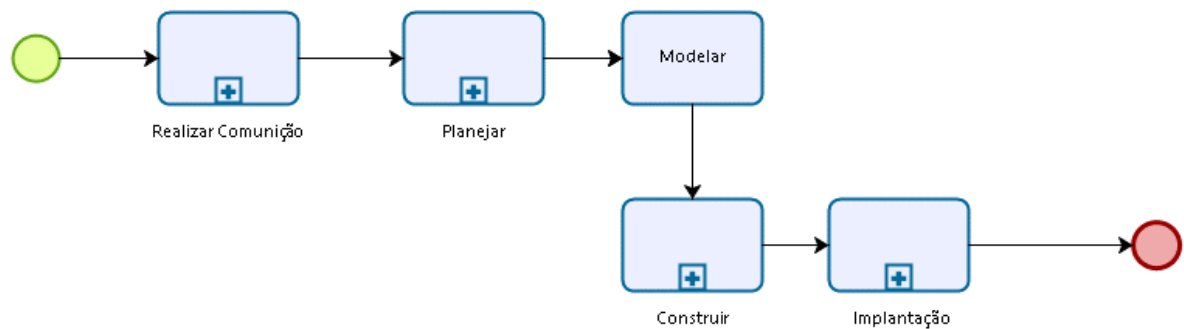 Modelar
Realizar Comunição
Planejar
Construir
Implantação